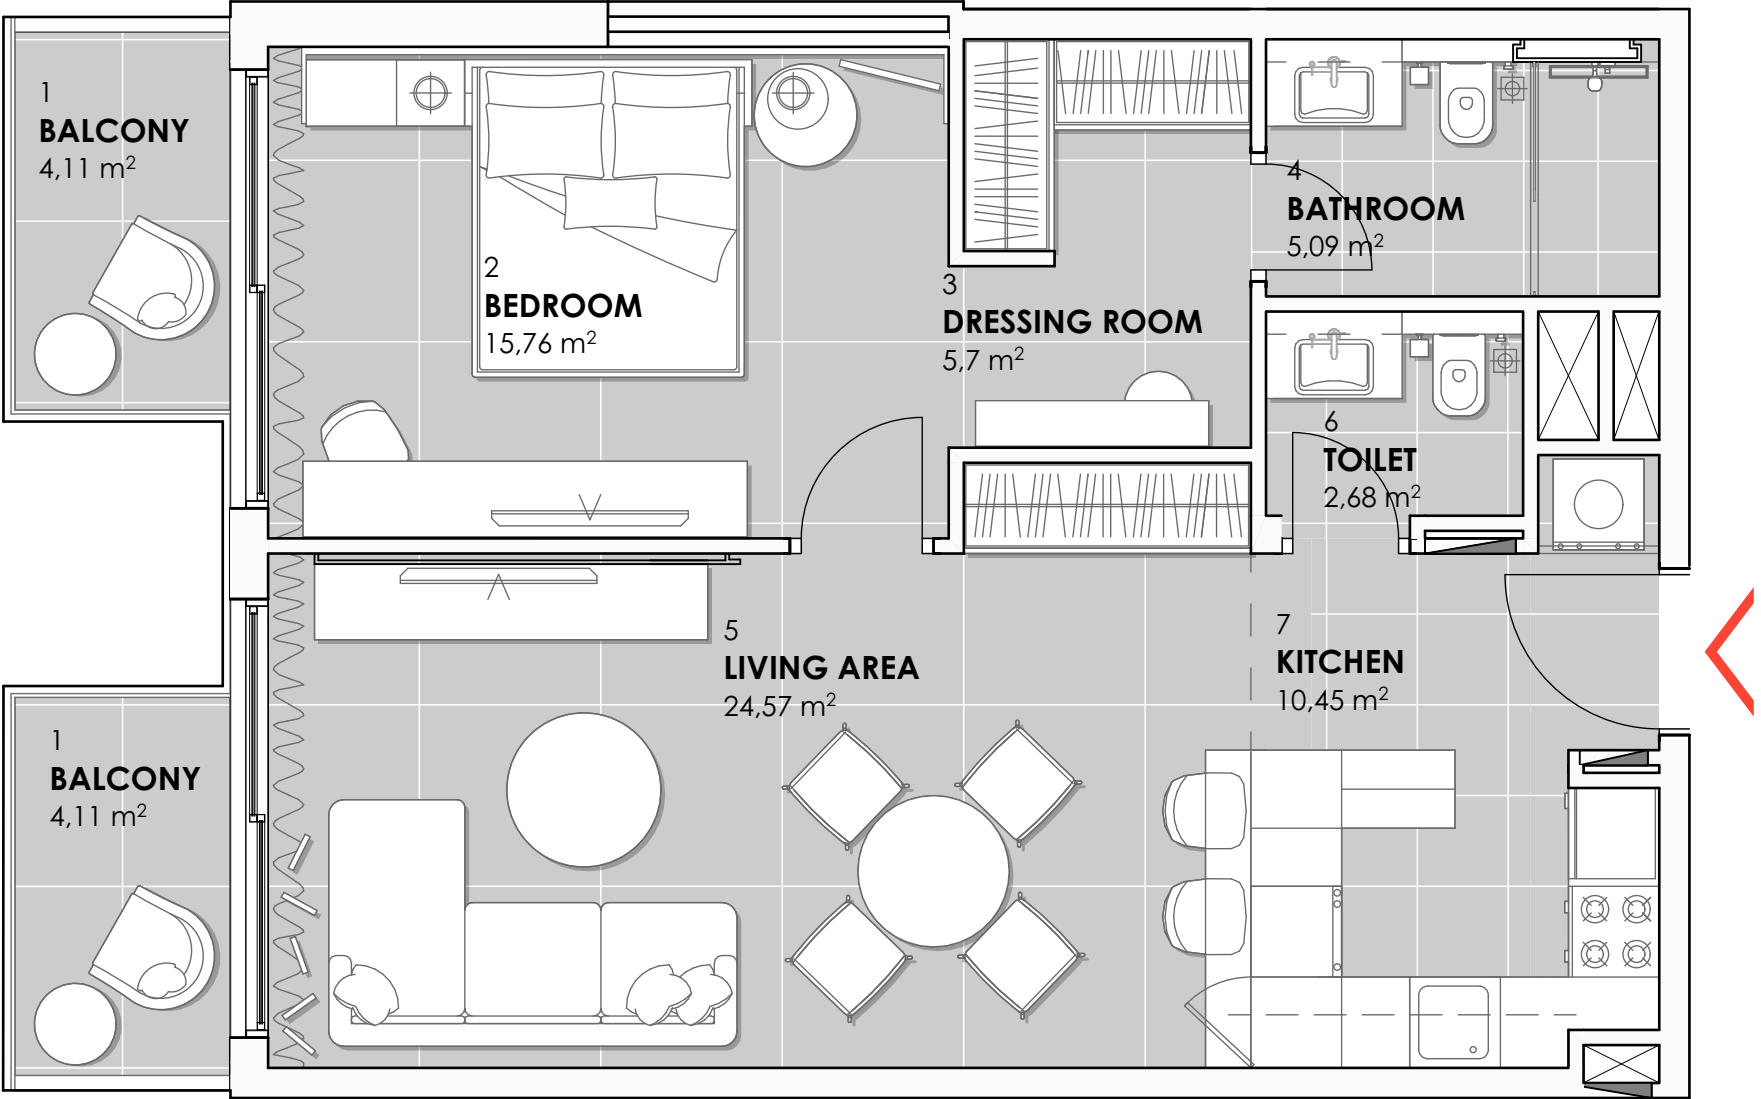 1
BALCONY
4,11 m²
2
BEDROOM
15,76 m²
3
DRESSING ROOM
5,7 m²
4
BATHROOM
5,09 m²
6
TOILET
2,68 m²
5
LIVING AREA
24,57 m²
7
KITCHEN
10,45 m²
1
BALCONY
4,11 m²